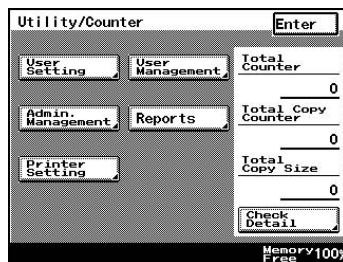 Utility/Counter
Enter
User
Setting
User
Management
Admin.
Management
Reports
Printer
Setting
Total
Counter
0
Total Copy
Counter
0
Total
Copy Size
0
Check
Detail
Memory 100%
Free